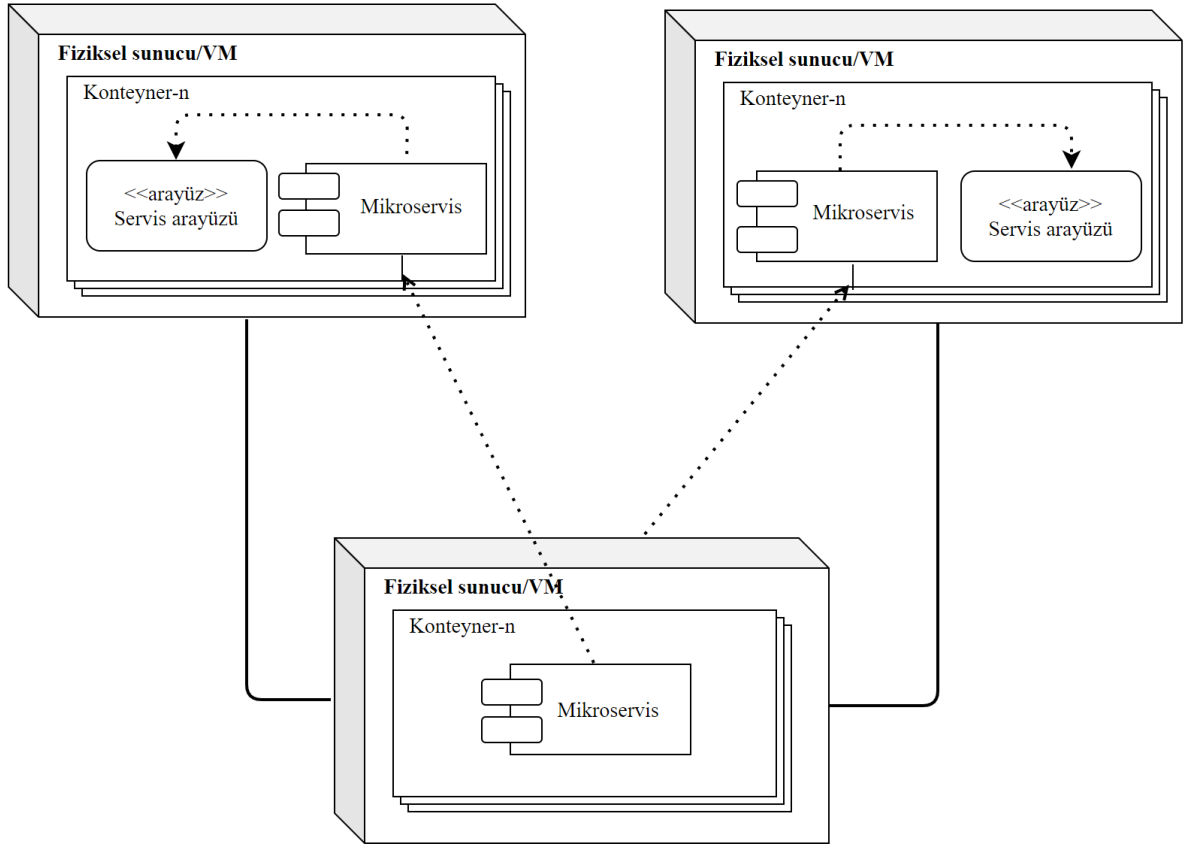 Fiziksel sunucu/VM
Konteyner-n
<<arayüz>>
Servis arayüzü
Mikroservis
Fiziksel sunucu/VM
Konteyner-n
Mikroservis
<<arayüz>>
Servis arayüzü
Fiziksel sunucu/VM
Konteyner-n
Mikroservis